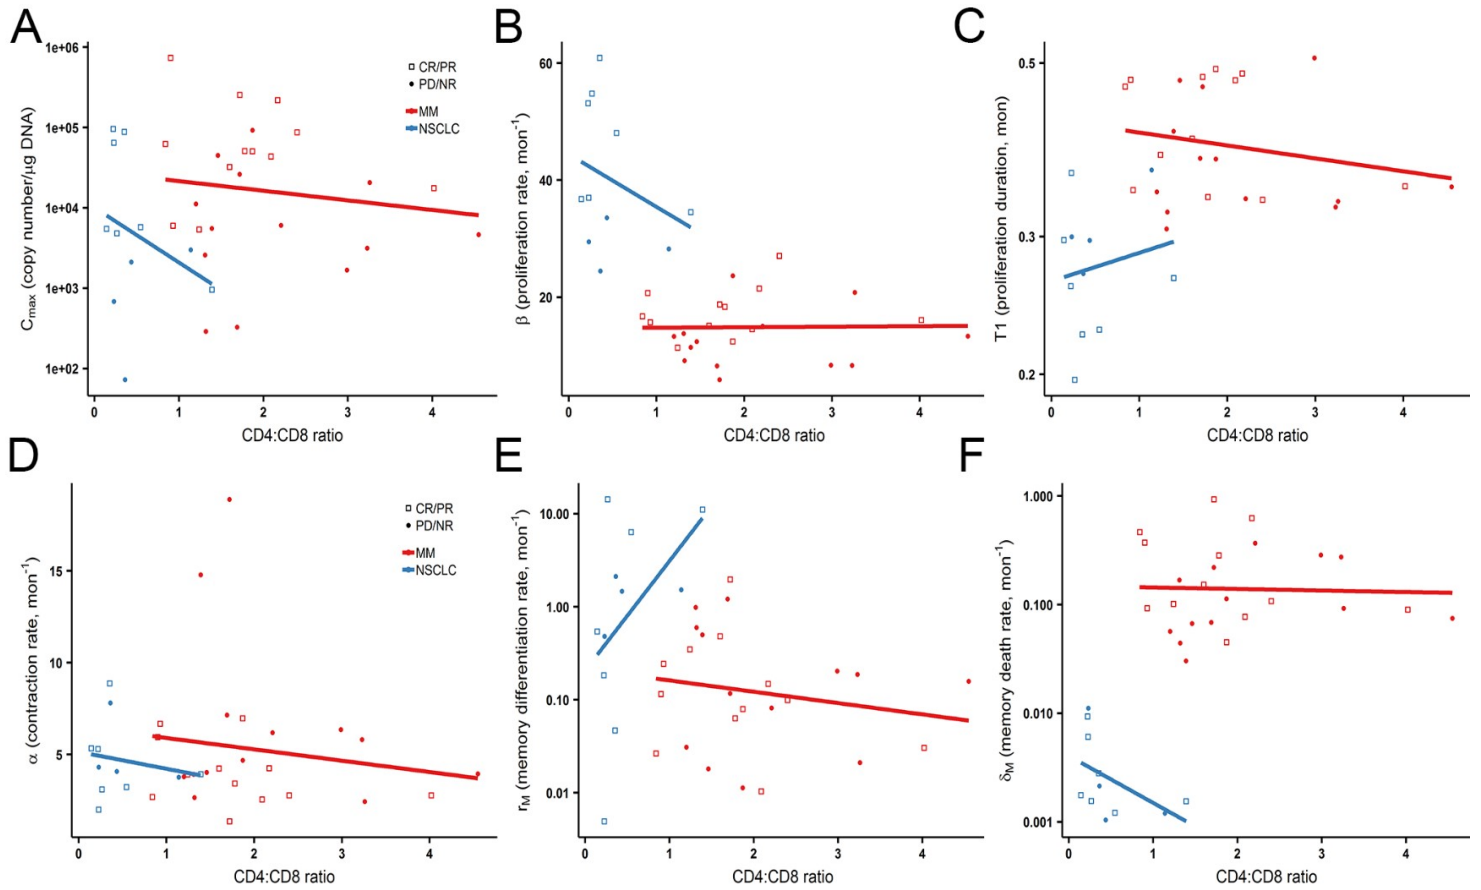 A
B
C
1e+06
1e+05
1e+04
1e+03
1e+02
Cmax (copy number/µg DNA)
CR/PR
PD/NR
MM
NSCLC
0 1 2 3 4
CD4:CD8 ratio
60
40
20
β (proliferation rate, mon⁻¹)
0 1 2 3 4
CD4:CD8 ratio
0.5
0.3
0.2
T1 (proliferation duration, mon)
0 1 2 3 4
CD4:CD8 ratio
D
E
F
15
10
5
α (contraction rate, mon⁻¹)
CR/PR
PD/NR
MM
NSCLC
0 1 2 3 4
CD4:CD8 ratio
10.00
1.00
0.10
0.01
rM (memory differentiation rate, mon⁻¹)
0 1 2 3 4
CD4:CD8 ratio
1.000
0.100
0.010
0.001
δM (memory death rate, mon⁻¹)
0 1 2 3 4
CD4:CD8 ratio